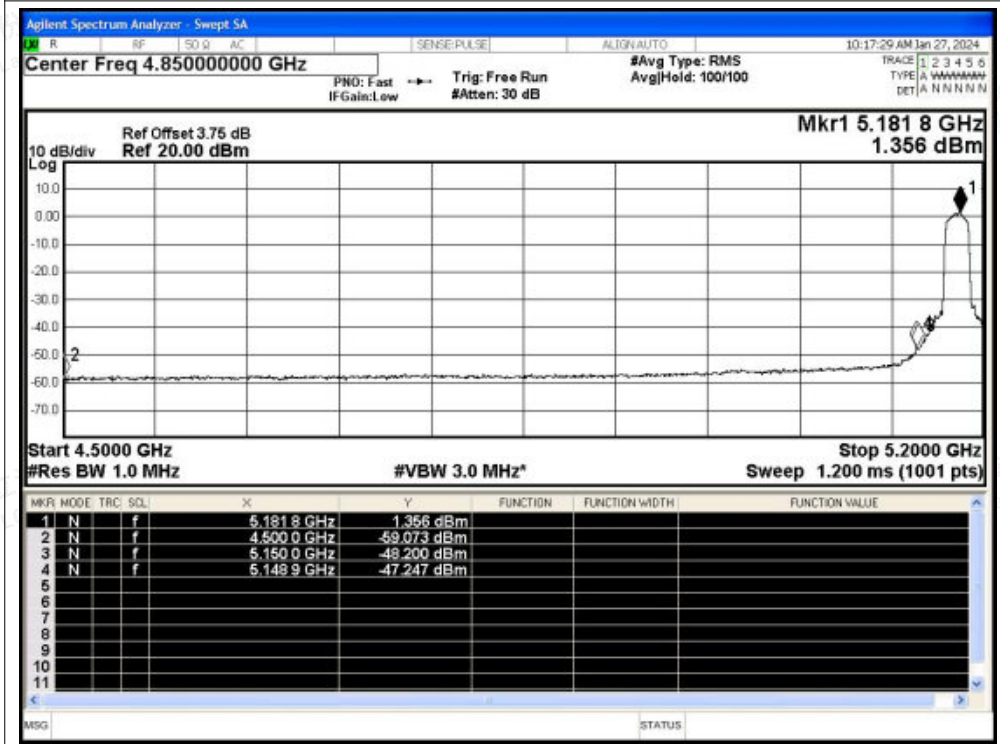 Agilent Spectrum Analyzer - Swept SA
LXI R RF 50 Ω AC SENSE:PULSE ALIGN AUTO 10:17:29 AM Jan 27, 2024
Center Freq 4.850000000 GHz
PNO: Fast
IFGain:Low
Trig: Free Run
#Atten: 30 dB
#Avg Type: RMS
Avg|Hold: 100/100
TRACE 1 2 3 4 5 6
TYPE A WWWWW
DET A N N N N N
Mkr1 5.181 8 GHz
1.356 dBm
Ref Offset 3.75 dB
10 dB/div Ref 20.00 dBm
Log
10.0
0.00
-10.0
-20.0
-30.0
-40.0
-50.0
-60.0
-70.0
1
2
Start 4.5000 GHz Stop 5.2000 GHz
#Res BW 1.0 MHz #VBW 3.0 MHz* Sweep 1.200 ms (1001 pts)
MKR MODE TRC SCL X Y FUNCTION FUNCTION WIDTH FUNCTION VALUE
1 N f 5.181 8 GHz 1.356 dBm
2 N f 4.500 0 GHz -59.073 dBm
3 N f 5.150 0 GHz -48.200 dBm
4 N f 5.148 9 GHz -47.247 dBm
5
6
7
8
9
10
11
MSG STATUS